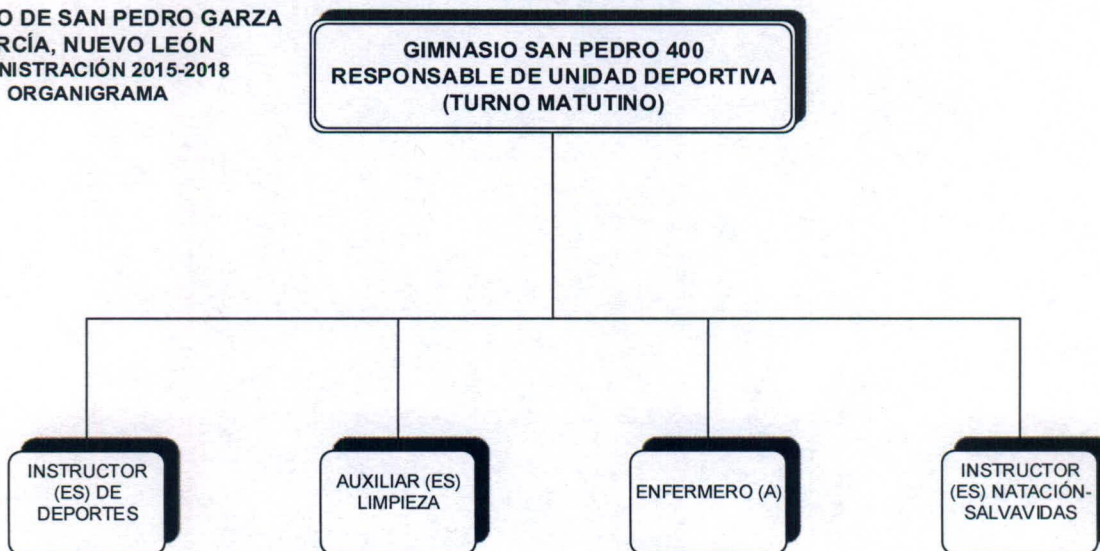 O DE SAN PEDRO GARZA
RCÍA, NUEVO LEÓN
NISTRACIÓN 2015-2018
ORGANIGRAMA
GIMNASIO SAN PEDRO 400
RESPONSABLE DE UNIDAD DEPORTIVA
(TURNO MATUTINO)
INSTRUCTOR
(ES) DE
DEPORTES
AUXILIAR (ES)
LIMPIEZA
ENFERMERO (A)
INSTRUCTOR
(ES) NATACIÓN-
SALVAVIDAS